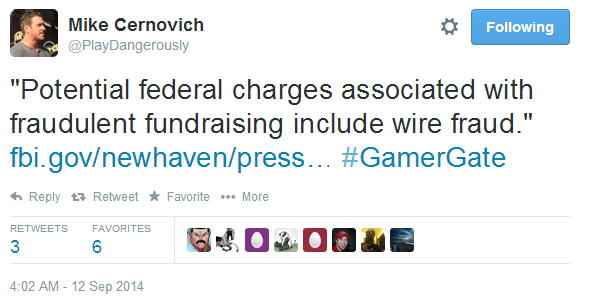 Mike Cernovich
@PlayDangerously
Following
"Potential federal charges associated with
fraudulent fundraising include wire fraud."
fbi.gov/newhaven/press… #GamerGate
Reply Retweet Favorite More
RETWEETS FAVORITES
3 6
4:02 AM - 12 Sep 2014